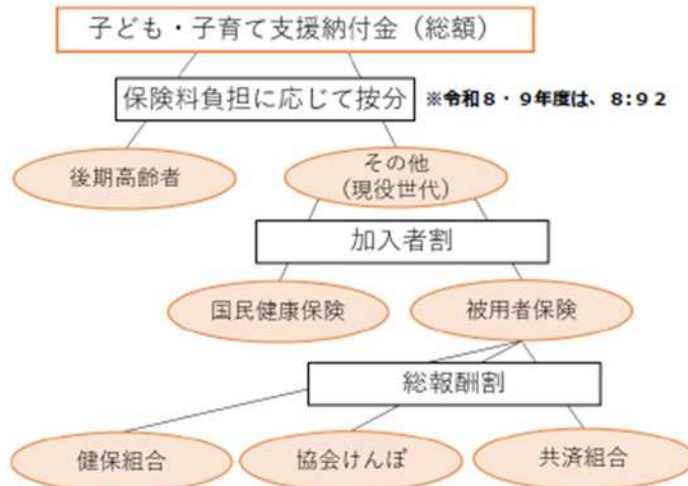 子ども・子育て支援納付金（総額）
保険料負担に応じて按分
※令和８・９年度は、８：９２
後期高齢者
その他
（現役世代）
加入者割
国民健康保険
被用者保険
総報酬割
健保組合
協会けんぽ
共済組合